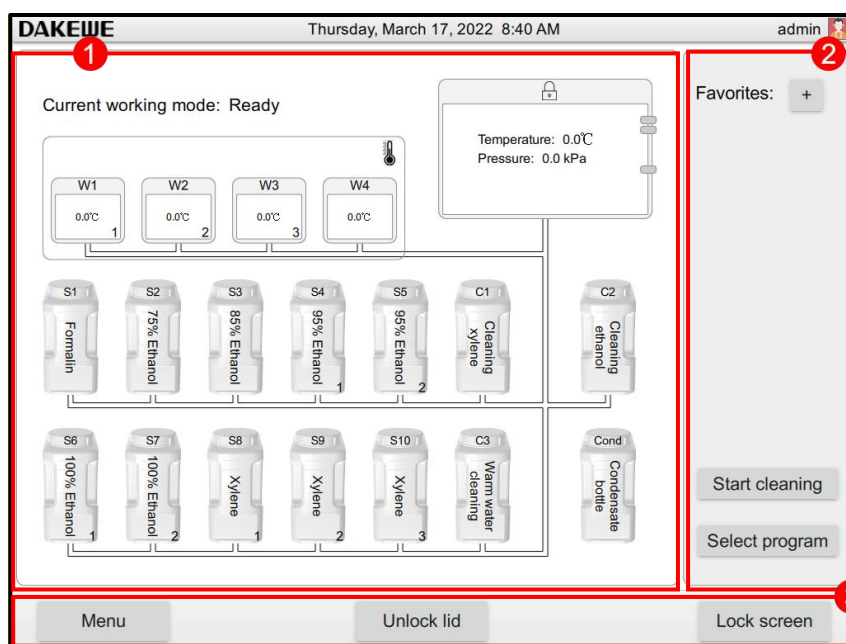 DAKEWE Thursday, March 17, 2022 8:40 AM admin
1 2
Current working mode: Ready
Favorites: +
Temperature: 0.0℃
Pressure: 0.0 kPa
W1 W2 W3 W4
0.0℃ 0.0℃ 0.0℃ 0.0℃
1 2 3
S1 S2 S3 S4 S5 C1 C2
Formalin
75% Ethanol
85% Ethanol
95% Ethanol 1
95% Ethanol 2
Cleaning
xylene
Cleaning
ethanol
S6 S7 S8 S9 S10 C3 Cond
100% Ethanol 1
100% Ethanol 2
Xylene 1
Xylene 2
Xylene 3
Warm water
cleaning
Condensate
bottle
Start cleaning
Select program
Menu Unlock lid Lock screen